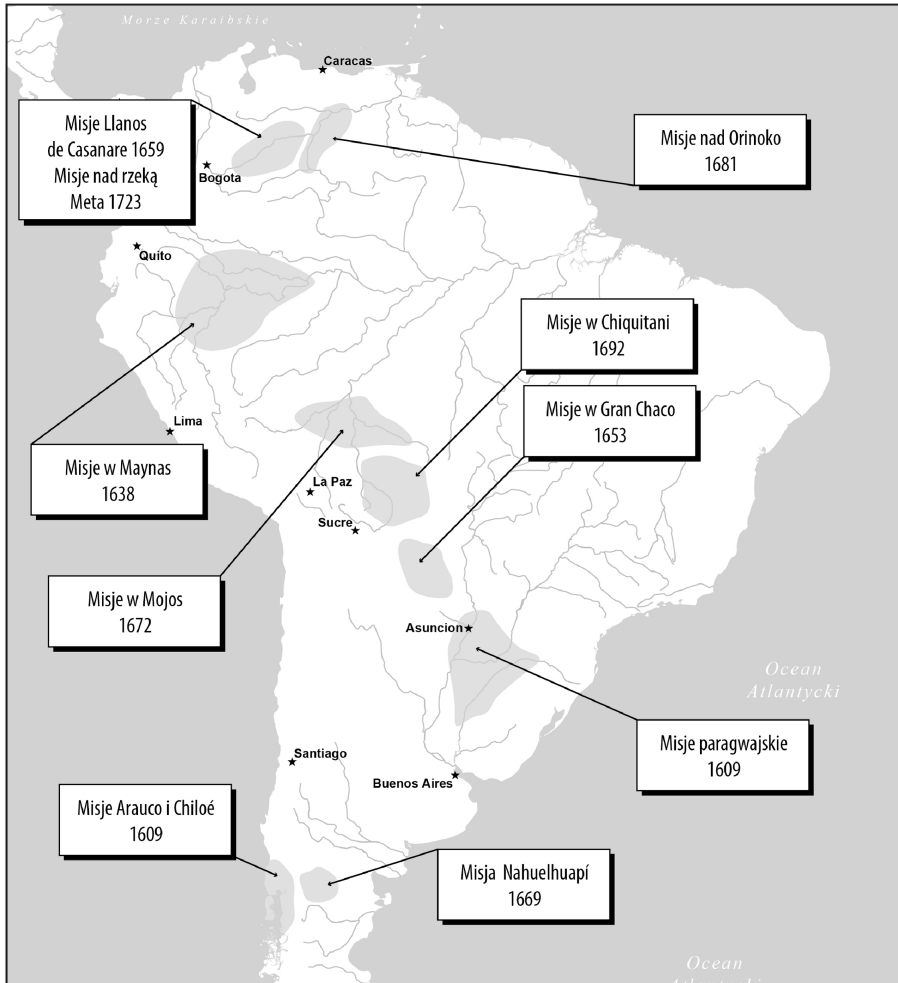 Morze Karaibskie
Caracas
Misje Llanos
de Casanare 1659
Misje nad rzeką
Meta 1723
Misje nad Orinoko
1681
Bogota
Quito
Misje w Chiquitani
1692
Misje w Gran Chaco
1653
Lima
Misje w Maynas
1638
La Paz
Sucre
Misje w Mojos
1672
Asuncion
Ocean
Atlantycki
Misje paragwajskie
1609
Santiago
Buenos Aires
Misje Arauco i Chiloé
1609
Misja Nahuelhuapí
1669
Ocean
Atlantycki